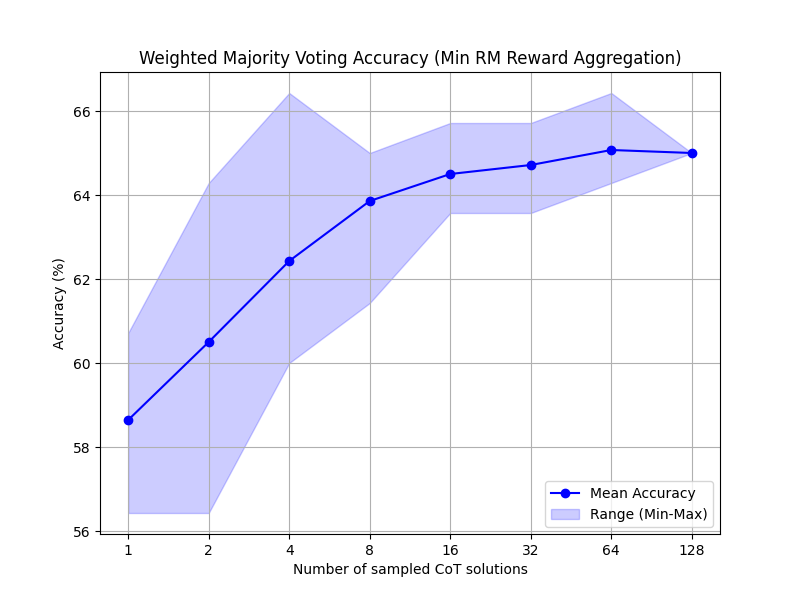 Weighted Majority Voting Accuracy (Min RM Reward Aggregation)
66
64
62
60
58
56
Accuracy (%)
Mean Accuracy
Range (Min-Max)
1 2 4 8 16 32 64 128
Number of sampled CoT solutions